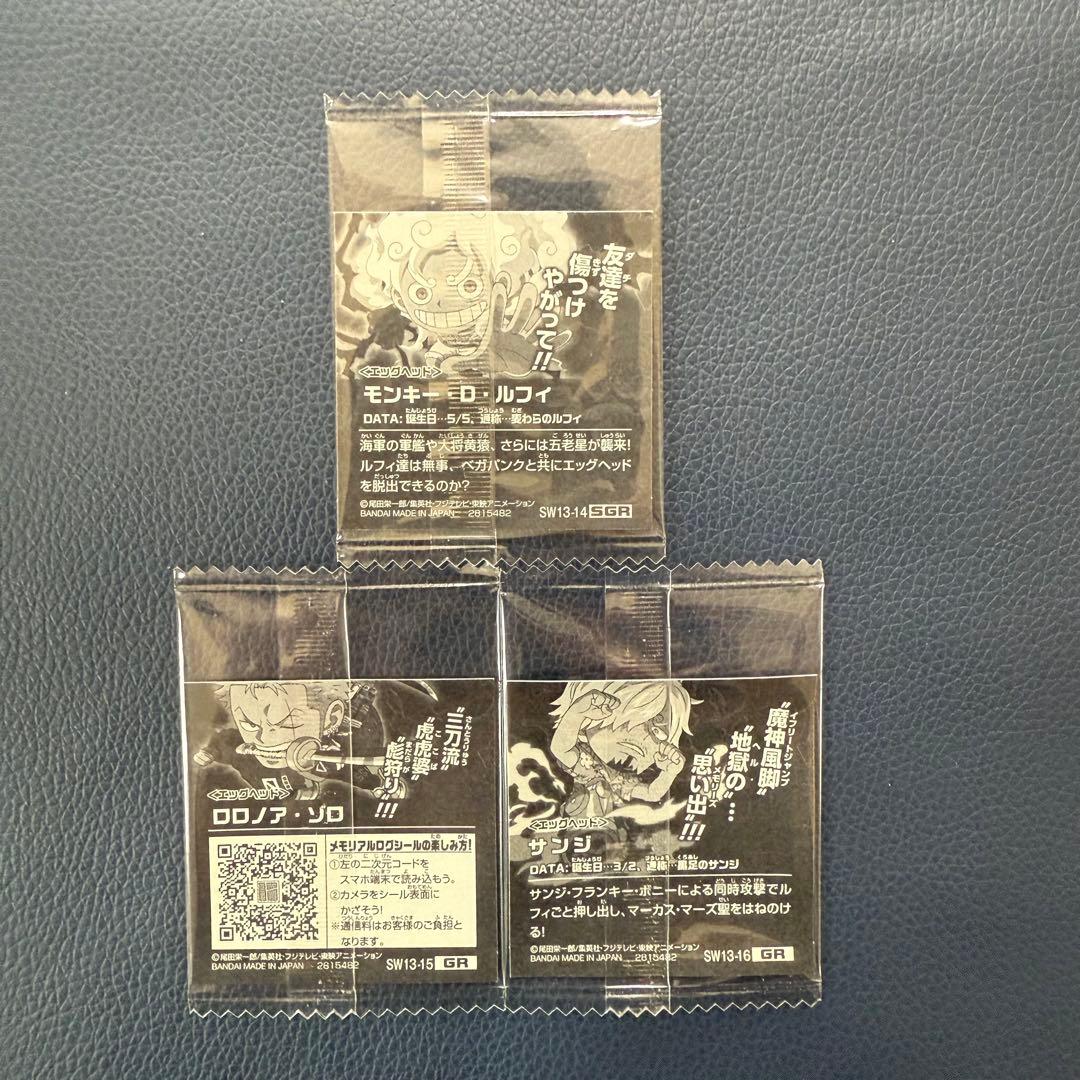 友達を
傷つけ
やがって!!
<エッグヘッド>
モンキー・D・ルフィ
DATA: 誕生日…5/5、通称…麦わらのルフィ
海軍の軍艦や大将黄猿、さらには五老星が襲来!
ルフィ達は無事、ベガパンクと共にエッグヘッド
を脱出できるのか?
©尾田栄一郎/集英社・フジテレビ・東映アニメーション
BANDAI MADE IN JAPAN 2815482 SW13-14 SGR
"三刀流"
"虎虎婆"
"彪狩り"!!!
<エッグヘッド>
ロロノア・ゾロ
メモリアルログシールの楽しみ方!
①左の二次元コードを
スマホ端末で読み込もう。
②カメラをシール表面に
かざそう!
※通信料はお客様のご負担と
なります。
©尾田栄一郎/集英社・フジテレビ・東映アニメーション
BANDAI MADE IN JAPAN 2815482 SW13-15 GR
"魔神風脚"
"地獄の"…
"思い出"!!!
<エッグヘッド>
サンジ
DATA: 誕生日…3/2、通称…黒足のサンジ
サンジ・フランキー・ボニーによる同時攻撃でル
フィごと押し出し、マーカス・マーズ聖をはねのけ
る!
©尾田栄一郎/集英社・フジテレビ・東映アニメーション
BANDAI MADE IN JAPAN 2815482 SW13-16 GR